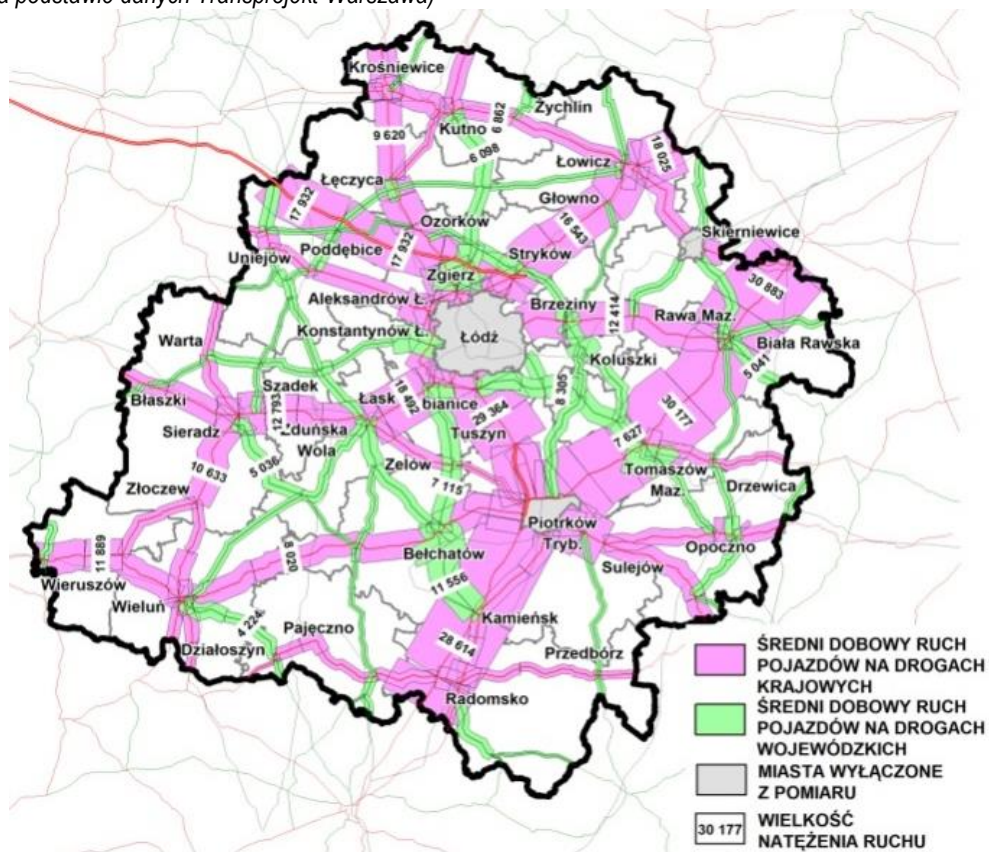 a podstawie danych Transprojekt-Warszawa)
Krośniewice
Żychlin
Kutno
6 862
9 620
6 098
Łowicz
18 025
Łęczyca
Głowno
17 932
Ozorków
16 543
Skierniewice
Poddębice
17 932
Stryków
Uniejów
Zgierz
30 883
Aleksandrów Ł.
Brzeziny
12 414
Rawa Maz.
Konstantynów Ł.
Łódź
Warta
Biała Rawska
Koluszki
5 041
Szadek
8 305
Błaszki
12 793
Łask
18 492
bianice
29 364
30 177
Sieradz
Zduńska
Wola
Tuszyn
7 627
5 036
Zelów
10 633
7 115
Tomaszów
Maz.
Drzewica
Złoczew
Piotrków
Tryb.
11 889
8 020
Bełchatów
Opoczno
Sulejów
Wieruszów
11 556
Wieluń
Kamieńsk
4 224
Pajęczno
28 614
Przedbórz
Działoszyn
Radomsko
ŚREDNI DOBOWY RUCH
POJAZDÓW NA DROGACH
KRAJOWYCH
ŚREDNI DOBOWY RUCH
POJAZDÓW NA DROGACH
WOJEWÓDZKICH
MIASTA WYŁĄCZONE
Z POMIARU
30 177
WIELKOŚĆ
NATĘŻENIA RUCHU